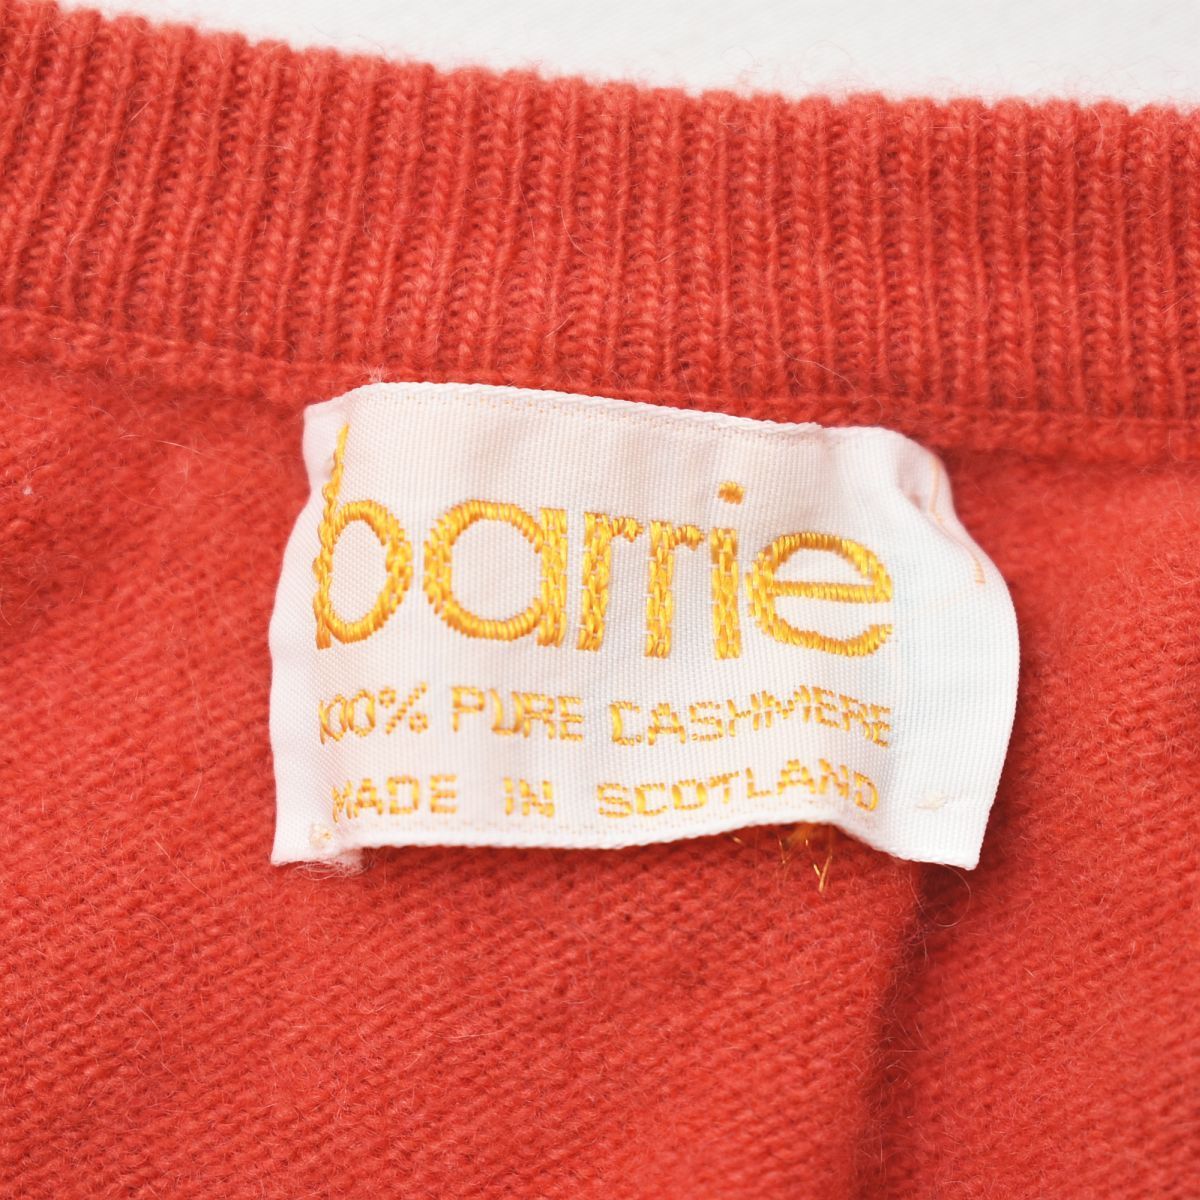 barrie
100% PURE CASHMERE
MADE IN SCOTLAND